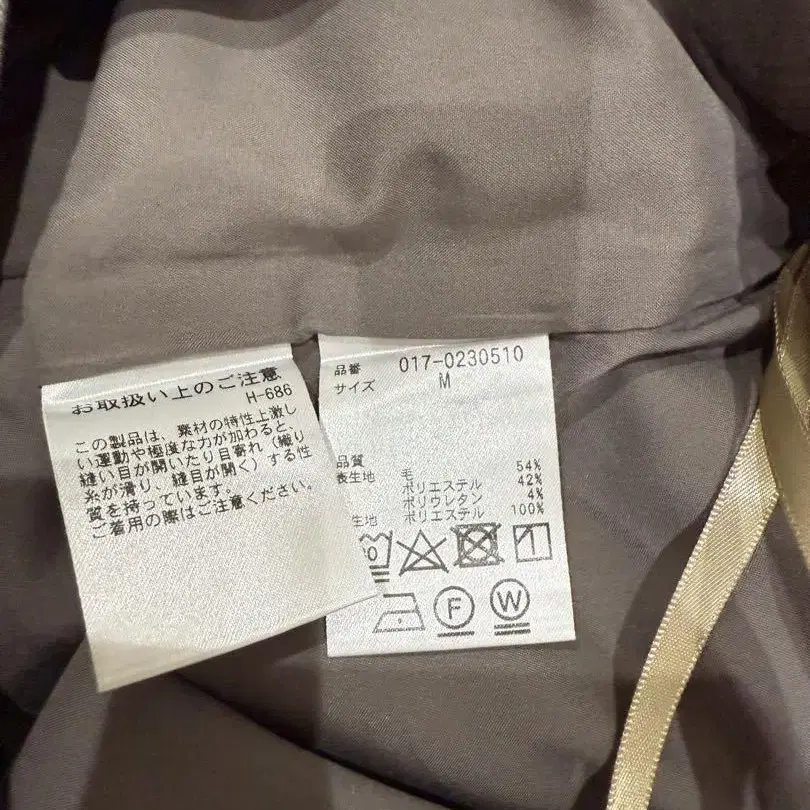 お取扱い上のご注意
H-686
この製品は、素材の特性上激し
い運動や極度な力が加わると、
縫い目が開いたり目寄れ(織り
糸が滑り、縫目が開く)する性
質を持っています。
ご着用の際はご注意ください。
品番 017-0230510
サイズ M
品質
表生地 毛 54%
ポリエステル 42%
ポリウレタン 4%
生地 ポリエステル 100%
F
W